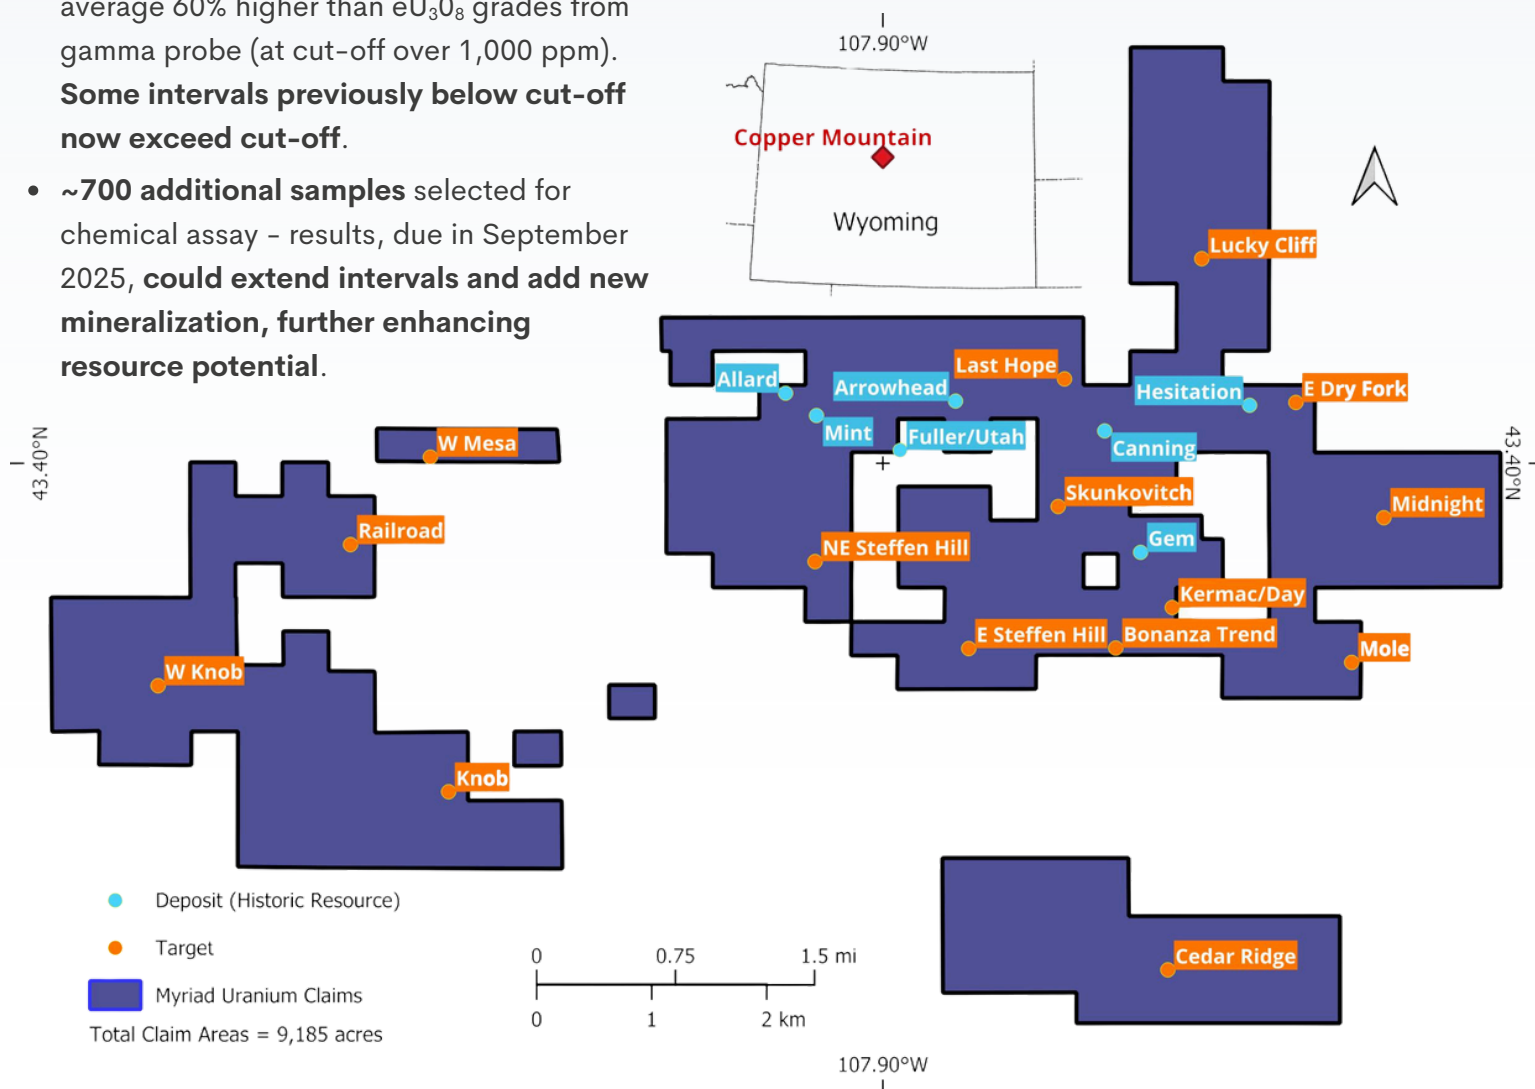 average 60% higher than eU₃0₈ grades from
gamma probe (at cut-off over 1,000 ppm).
Some intervals previously below cut-off
now exceed cut-off.
• ~700 additional samples selected for
chemical assay - results, due in September
2025, could extend intervals and add new
mineralization, further enhancing
resource potential.
107.90°W
Copper Mountain
Wyoming
Lucky Cliff
Last Hope
Allard
Arrowhead
Hesitation
E Dry Fork
Mint
Fuller/Utah
Canning
43.40°N
43.40°N
W Mesa
Skunkovitch
Midnight
Railroad
NE Steffen Hill
Gem
Kermac/Day
E Steffen Hill
Bonanza Trend
Mole
W Knob
Knob
Cedar Ridge
Deposit (Historic Resource)
Target
Myriad Uranium Claims
Total Claim Areas = 9,185 acres
0 0.75 1.5 mi
0 1 2 km
107.90°W